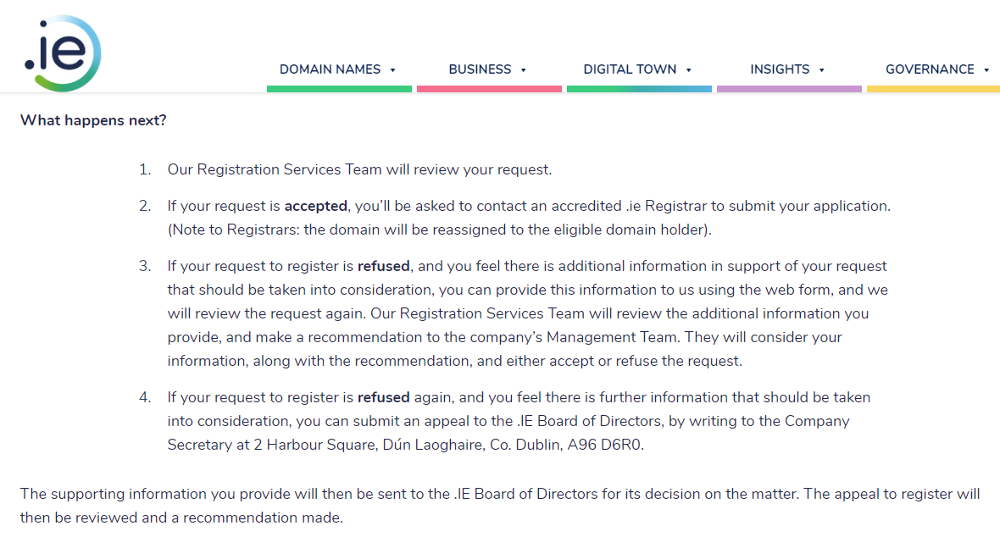 .ie
DOMAIN NAMES
BUSINESS
DIGITAL TOWN
INSIGHTS
GOVERNANCE
What happens next?
1. Our Registration Services Team will review your request.
2. If your request is accepted, you’ll be asked to contact an accredited .ie Registrar to submit your application.
(Note to Registrars: the domain will be reassigned to the eligible domain holder).
3. If your request to register is refused, and you feel there is additional information in support of your request
that should be taken into consideration, you can provide this information to us using the web form, and we
will review the request again. Our Registration Services Team will review the additional information you
provide, and make a recommendation to the company’s Management Team. They will consider your
information, along with the recommendation, and either accept or refuse the request.
4. If your request to register is refused again, and you feel there is further information that should be taken
into consideration, you can submit an appeal to the .IE Board of Directors, by writing to the Company
Secretary at 2 Harbour Square, Dún Laoghaire, Co. Dublin, A96 D6R0.
The supporting information you provide will then be sent to the .IE Board of Directors for its decision on the matter. The appeal to register will
then be reviewed and a recommendation made.